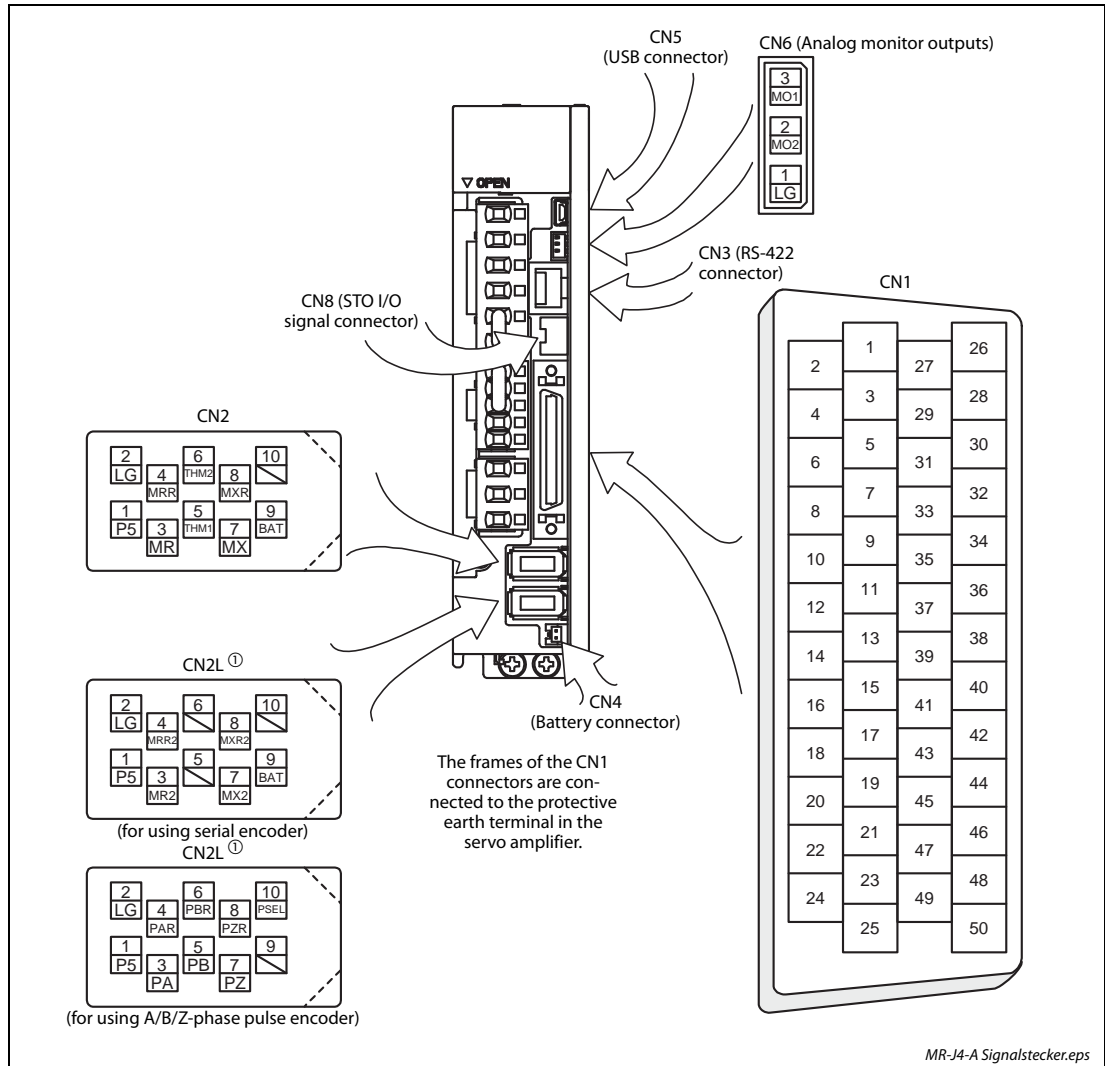 CN5
(USB connector)
CN6 (Analog monitor outputs)
3
MO1
2
MO2
1
LG
▽ OPEN
CN3 (RS-422
connector)
CN8 (STO I/O
signal connector)
CN1
1 26
2 27
3 28
4 29
5 30
6 31
7 32
8 33
9 34
10 35
11 36
12 37
13 38
14 39
15 40
16 41
17 42
18 43
19 44
20 45
21 46
22 47
23 48
24 49
25 50
CN2
2 6 10
LG 4 THM2 8
MRR MXR
1 5 9
P5 3 THM1 7 BAT
MR MX
CN2L ①
2 6 10
LG 4 8
MRR2 MXR2
1 5 9
P5 3 7 BAT
MR2 MX2
(for using serial encoder)
CN2L ①
2 6 10
LG 4 PBR 8 PSEL
PAR PZR
1 5 9
P5 3 PB 7
PA PZ
(for using A/B/Z-phase pulse encoder)
CN4
(Battery connector)
The frames of the CN1
connectors are con-
nected to the protective
earth terminal in the
servo amplifier.
MR-J4-A Signalstecker.eps